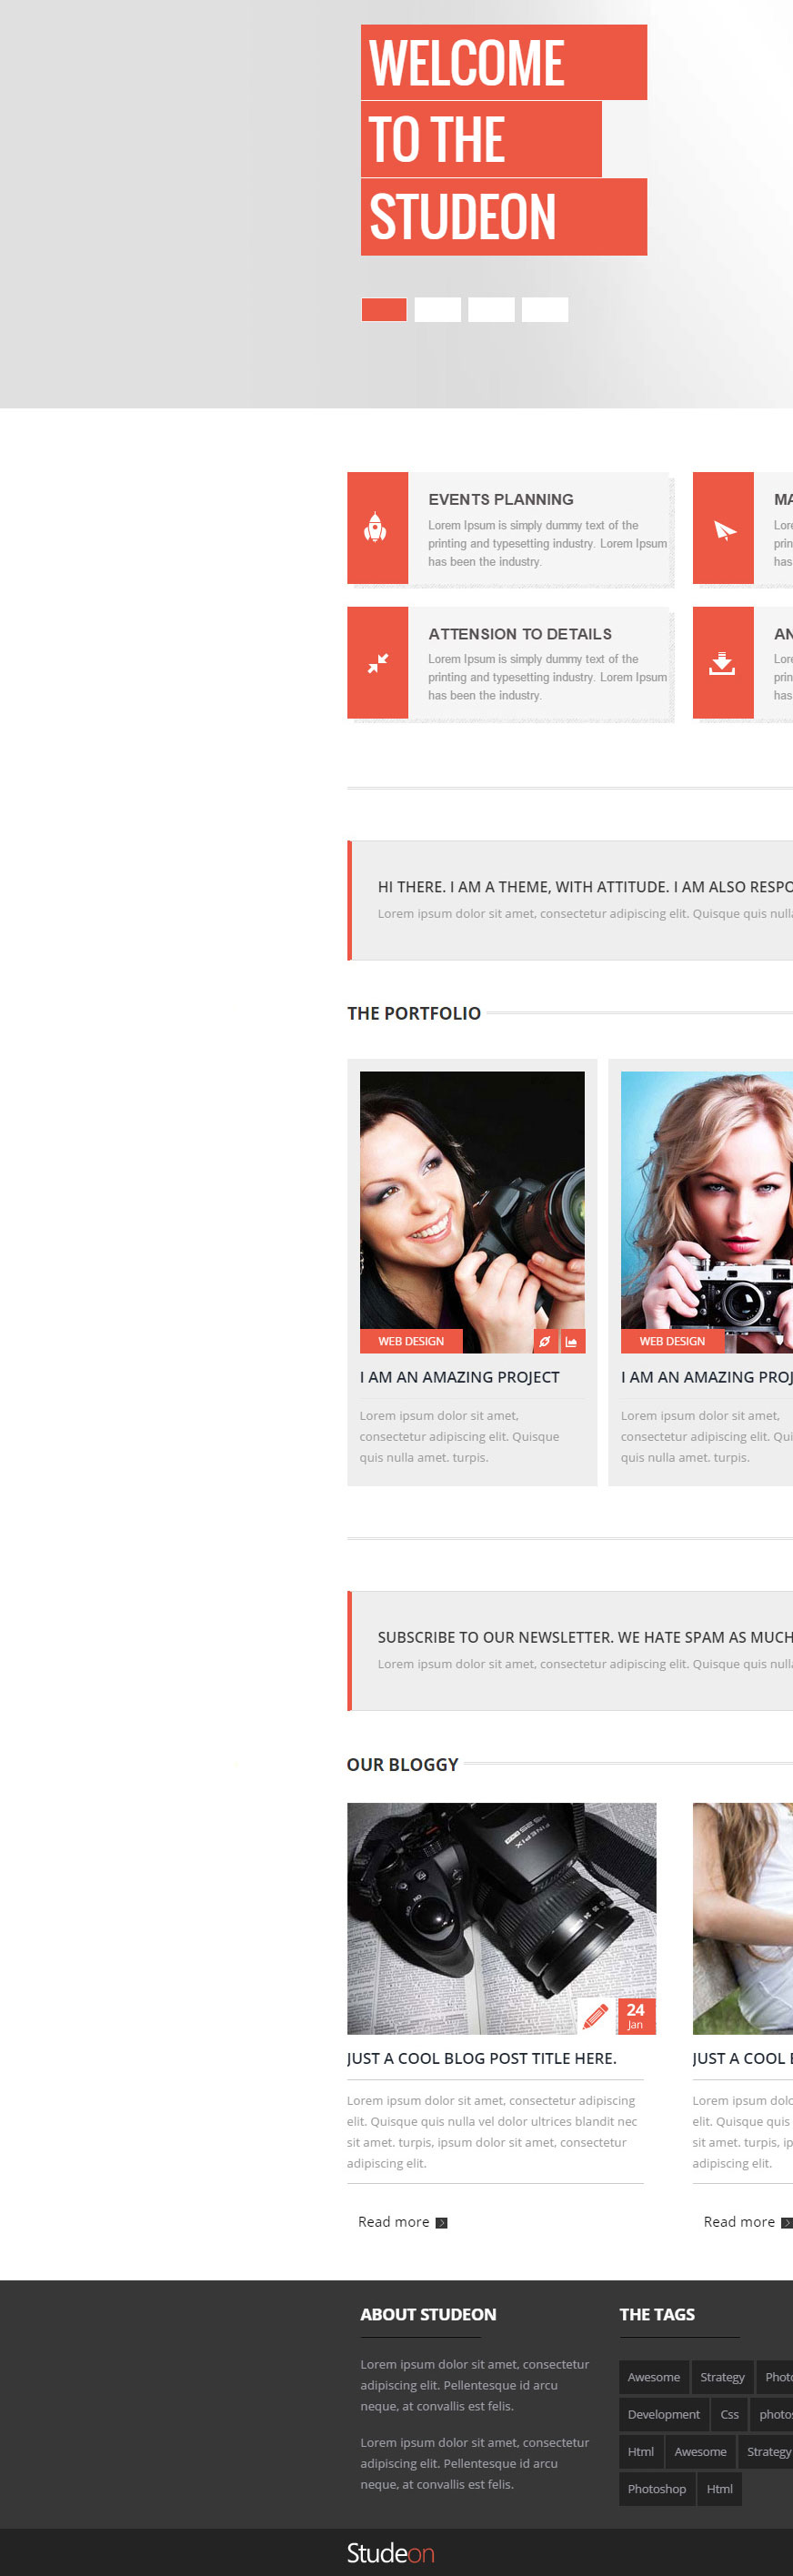 WELCOME
TO THE
STUDEON
EVENTS PLANNING
Lorem Ipsum is simply dummy text of the
printing and typesetting industry. Lorem Ipsum
has been the industry.
MA
Lore
printi
has
ATTENSION TO DETAILS
Lorem Ipsum is simply dummy text of the
printing and typesetting industry. Lorem Ipsum
has been the industry.
AN
Lore
has
HI THERE. I AM A THEME, WITH ATTITUDE. I AM ALSO RESPO
Lorem ipsum dolor sit amet, consectetur adipiscing elit. Quisque quis nulla
THE PORTFOLIO
WEB DESIGN
I AM AN AMAZING PROJECT
Lorem ipsum dolor sit amet,
consectetur adipiscing elit. Quisque
quis nulla amet. turpis.
WEB DESIGN
I AM AN AMAZING PROJ
Lorem ipsum dolor sit amet,
consectetur adipiscing elit. Qui
quis nulla amet. turpis.
SUBSCRIBE TO OUR NEWSLETTER. WE HATE SPAM AS MUCH
Lorem ipsum dolor sit amet, consectetur adipiscing elit. Quisque quis nulla
OUR BLOGGY
FINEPIX HS25
24
Jan
JUST A COOL BLOG POST TITLE HERE.
Lorem ipsum dolor sit amet, consectetur adipiscing
elit. Quisque quis nulla vel dolor ultrices blandit nec
sit amet. turpis, ipsum dolor sit amet, consectetur
adipiscing elit.
Read more
JUST A COOL
Lorem ipsum dolo
elit. Quisque quis
sit amet. turpis, ip
adipiscing elit.
Read more
ABOUT STUDEON
Lorem ipsum dolor sit amet, consectetur
adipiscing elit. Pellentesque id arcu
neque, at convallis est felis.
Lorem ipsum dolor sit amet, consectetur
adipiscing elit. Pellentesque id arcu
neque, at convallis est felis.
THE TAGS
Awesome Strategy Photo
Development Css photos
Html Awesome Strategy
Photoshop Html
Studeon